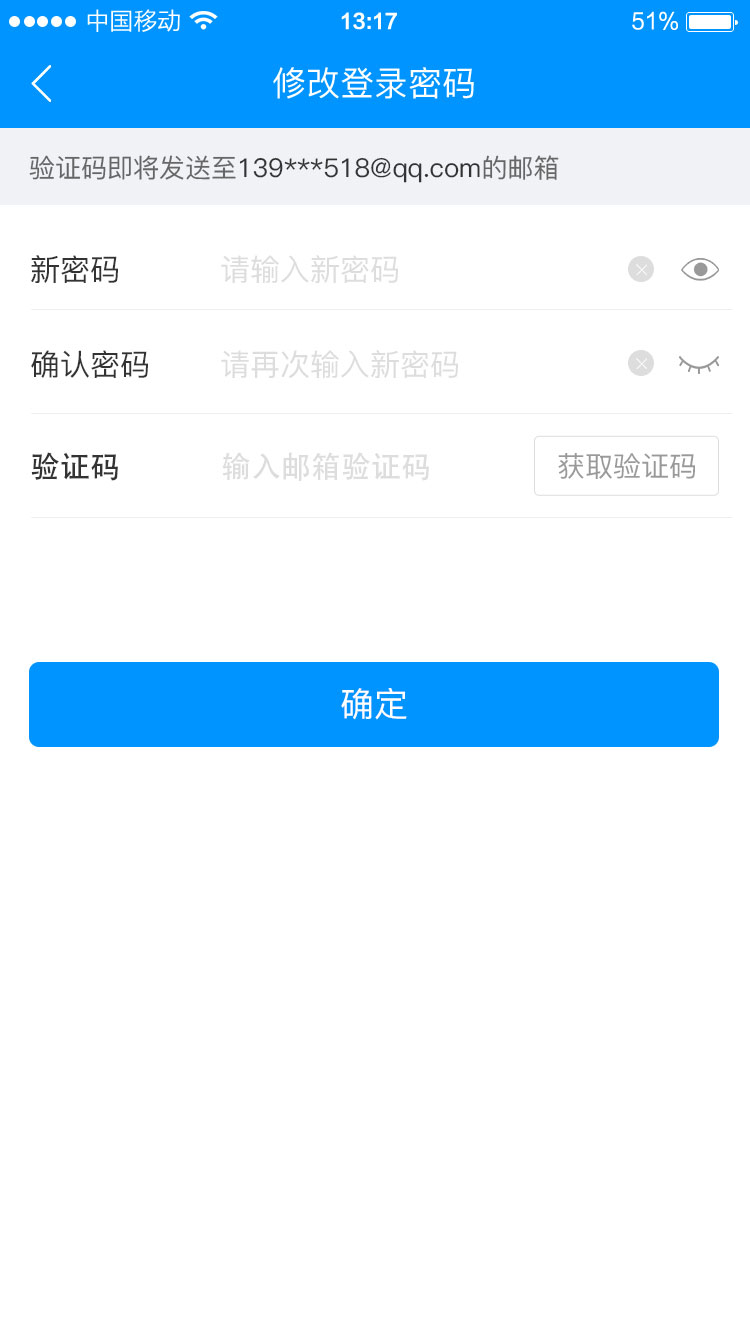 中国移动 13:17 51%
修改登录密码
验证码即将发送至139***518@qq.com的邮箱
新密码 请输入新密码
确认密码 请再次输入新密码
验证码 输入邮箱验证码 获取验证码
确定